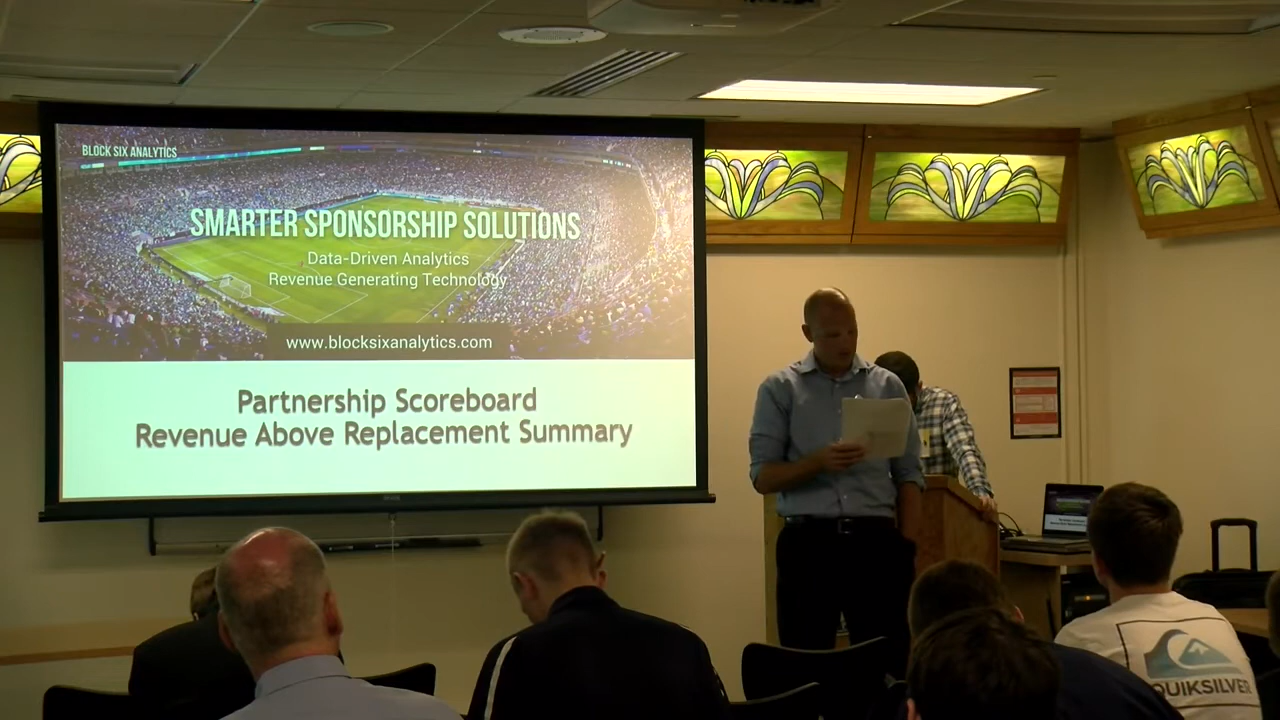 BLOCK SIX ANALYTICS
SMARTER SPONSORSHIP SOLUTIONS
Data-Driven Analytics
Revenue Generating Technology
www.blocksixanalytics.com
Partnership Scoreboard
Revenue Above Replacement Summary
QUIKSILVER